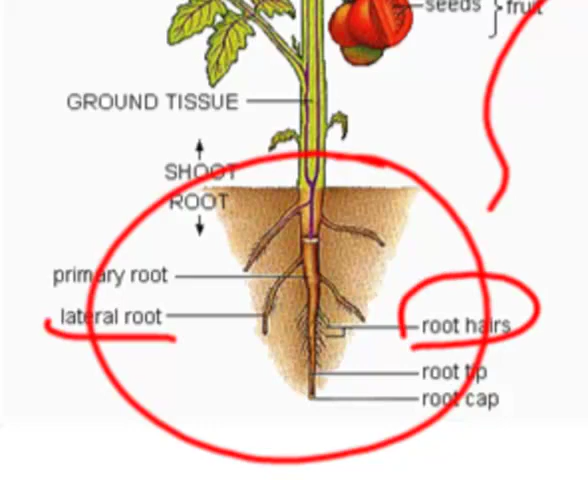 seeds
fruit
GROUND TISSUE
SHOOT
ROOT
primary root
lateral root
root hairs
root tip
root cap